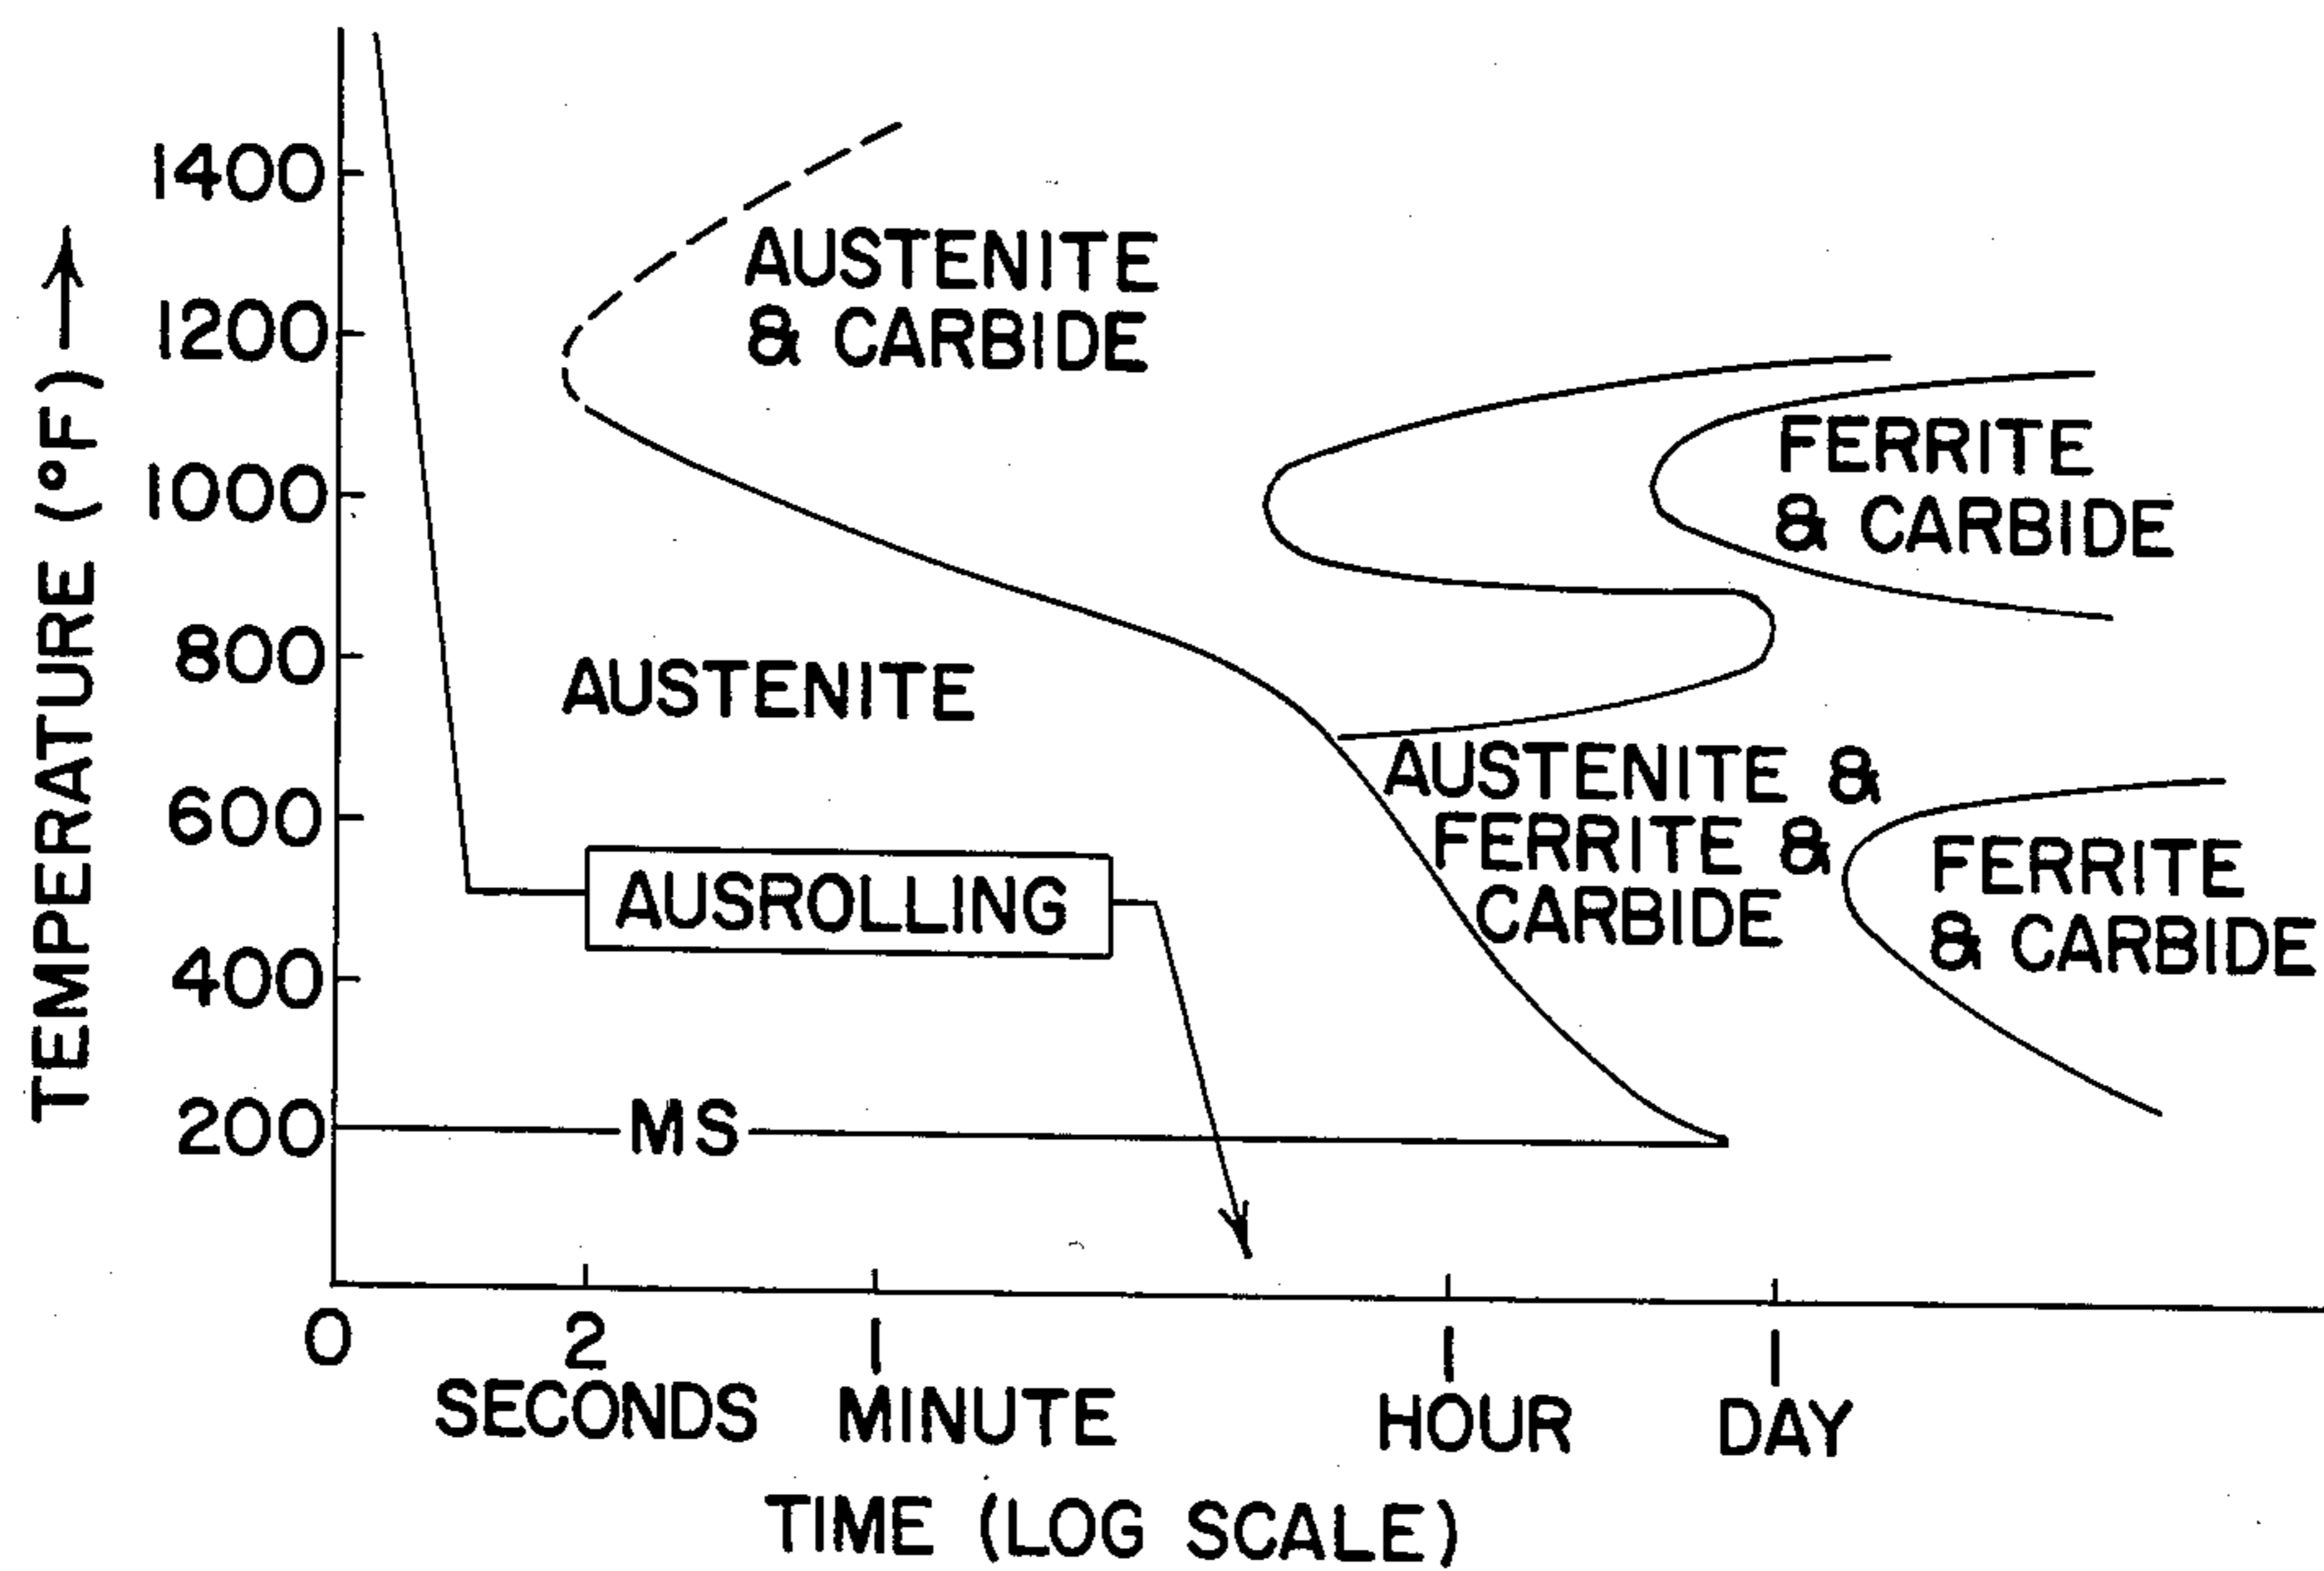 TEMPERATURE (°F)
1400
1200
1000
800
600
400
200
AUSTENITE
& CARBIDE
FERRITE
& CARBIDE
AUSTENITE
AUSTENITE &
FERRITE &
CARBIDE
FERRITE
& CARBIDE
AUSROLLING
MS
0
2
SECONDS
1
MINUTE
1
HOUR
1
DAY
TIME (LOG SCALE)